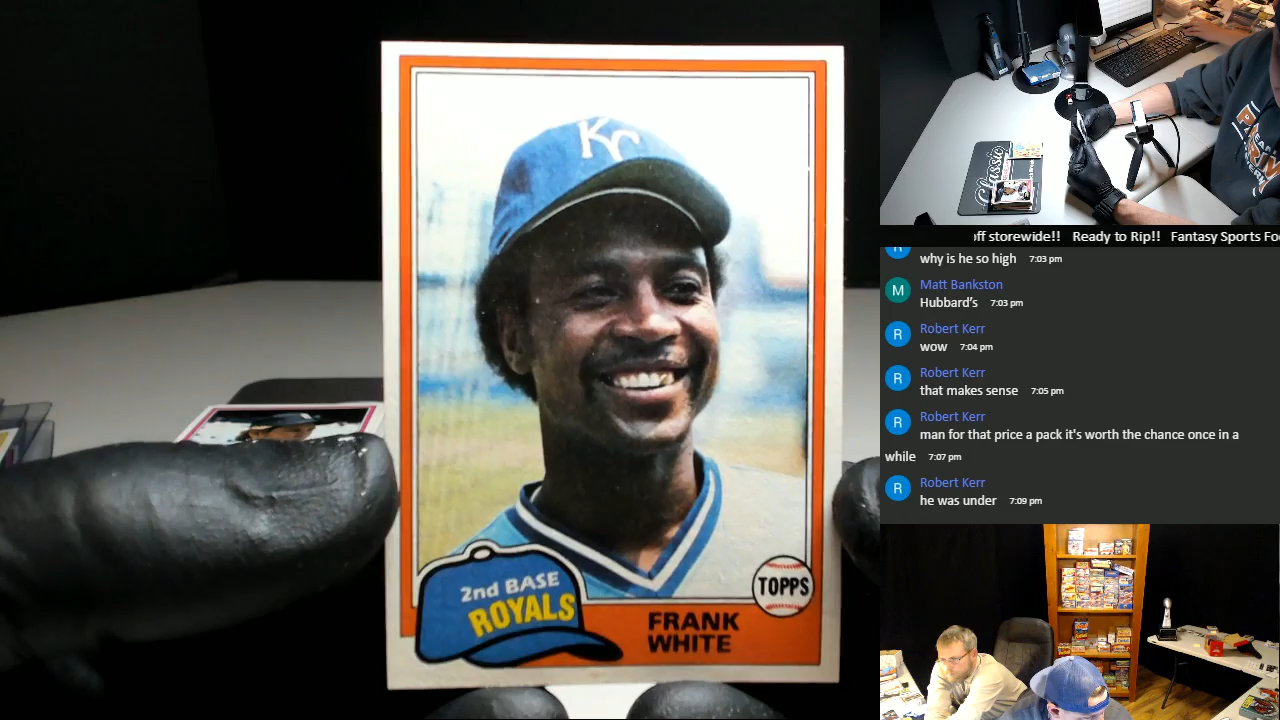 KC
2nd BASE
ROYALS
TOPPS
FRANK
WHITE
Classic
off storewide!! Ready to Rip!! Fantasy Sports Fo
R
why is he so high 7:03 pm
M
Matt Bankston
Hubbard's 7:03 pm
R
Robert Kerr
wow 7:04 pm
R
Robert Kerr
that makes sense 7:05 pm
R
Robert Kerr
man for that price a pack it's worth the chance once in a
while 7:07 pm
R
Robert Kerr
he was under 7:09 pm